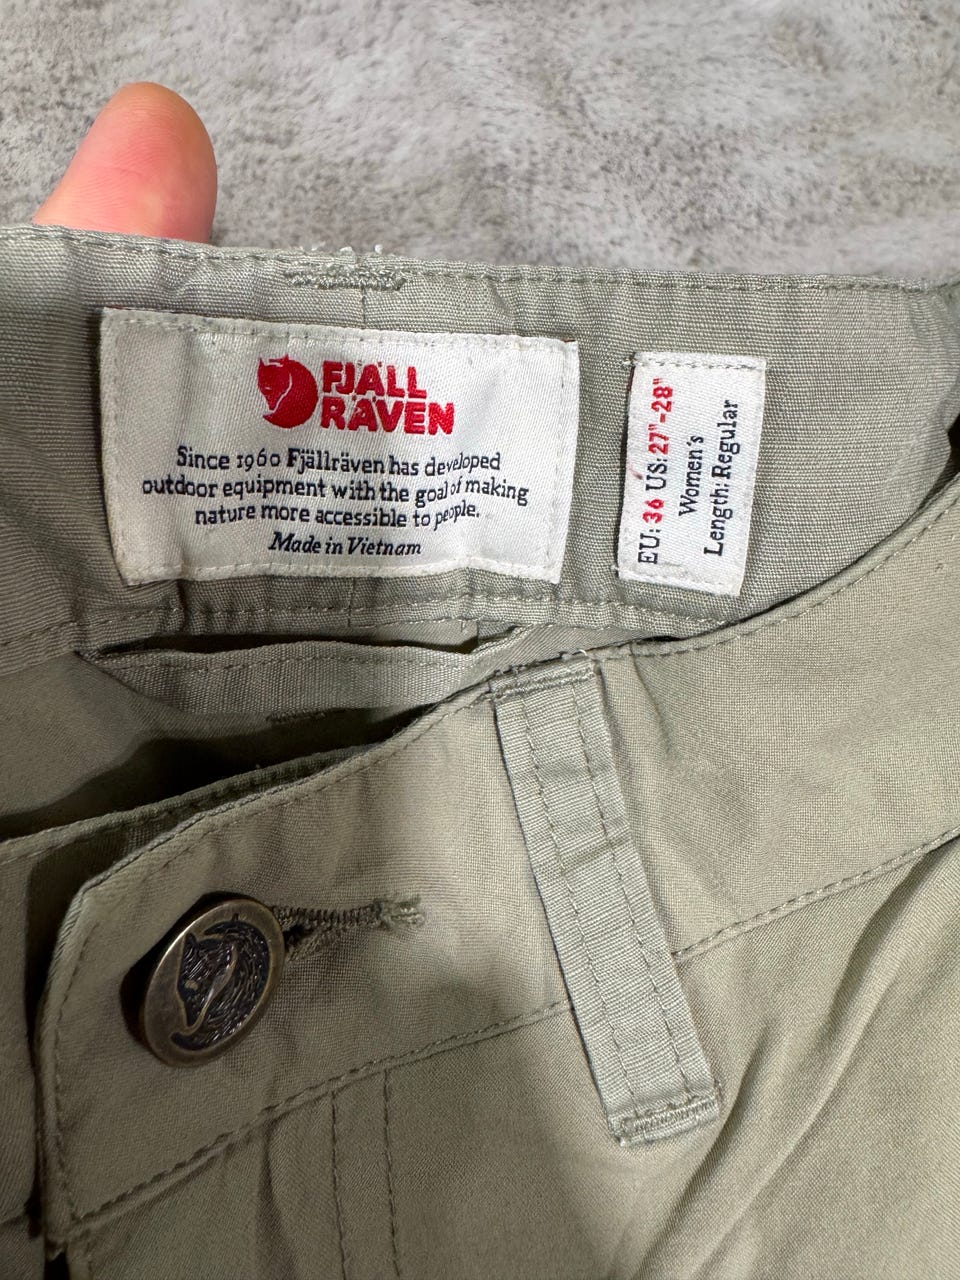 FJÄLL
RÄVEN
Since 1960 Fjällräven has developed
outdoor equipment with the goal of making
nature more accessible to people.
Made in Vietnam
EU: 36 US: 27"-28"
Women's
Length: Regular